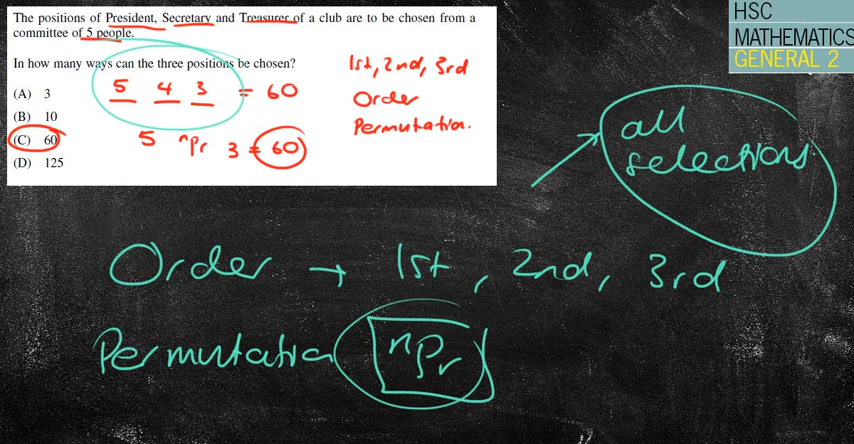 The positions of President, Secretary and Treasurer of a club are to be chosen from a
committee of 5 people.
In how many ways can the three positions be chosen?
(A) 3
(B) 10
(C) 60
(D) 125
5 4 3 = 60
5 nPr 3 = 60
1st, 2nd, 3rd
Order
Permutation.
HSC
MATHEMATICS
GENERAL 2
all
selections
Order → 1st, 2nd, 3rd
Permutation nPr